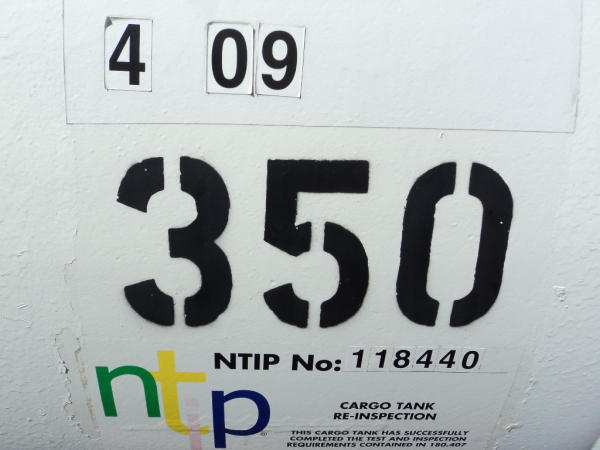 4 09
350
NTIP No: 118440
ntp
CARGO TANK
RE-INSPECTION
THIS CARGO TANK HAS SUCCESSFULLY
COMPLETED THE TEST AND INSPECTION
REQUIREMENTS CONTAINED IN 180.407